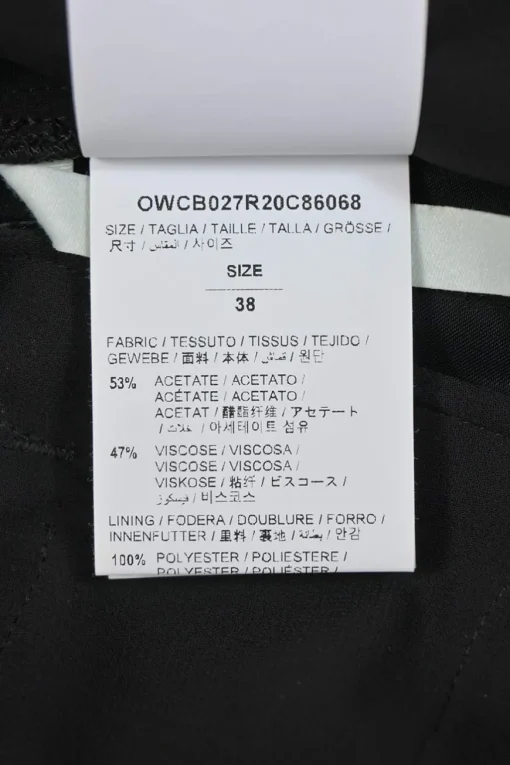 OWCB027R20C86068
SIZE / TAGLIA / TAILLE / TALLA / GRÖSSE /
尺寸 / المقاس / 사이즈
SIZE
38
FABRIC / TESSUTO / TISSUS / TEJIDO /
GEWEBE / 面料 / 本体 / قماش / 원단
53% ACETATE / ACETATO /
ACÉTATE / ACETATO /
ACETAT / 醋酯纤维 / アセテート
/ خلات / 아세테이트 섬유
47% VISCOSE / VISCOSA /
VISCOSE / VISCOSA /
VISKOSE / 粘纤 / ビスコース /
فيسكوز / 비스코스
LINING / FODERA / DOUBLURE / FORRO /
INNENFUTTER / 里料 / 裏地 / بطانة / 안감
100% POLYESTER / POLIESTERE /
POLYESTER / POLIÉSTER /